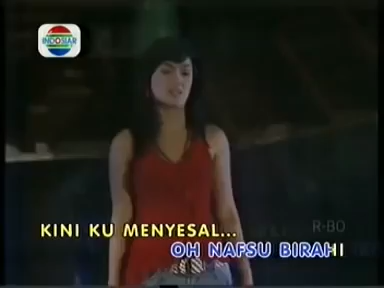 INDOSIAR
R-BO
KINI KU MENYESAL...
OH NAFSU BIRAHI